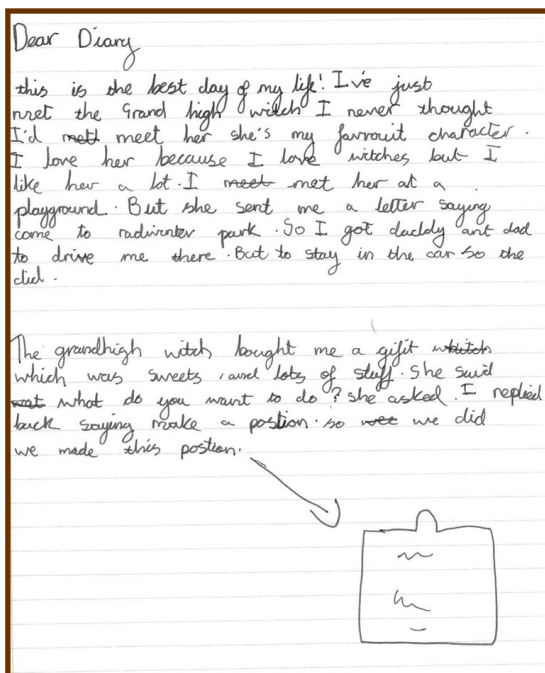 Dear Diary
this is the best day of my life! I've just
met the Grand high witch I never thought
I'd mett meet her she's my favrouit character.
I love her because I love witches but I
like her a lot. I meet met her at a
playground. But she sent me a letter saying
come to park. So I got daddy ant dad
to drive me there. But to stay in the car so the
did.
The grandhigh witch bought me a gifit whitch
which was sweets, and lots of stuff. She said
wat what do you want to do? she asked. I replied
back saying make a postion. so wee we did
we made this postion.